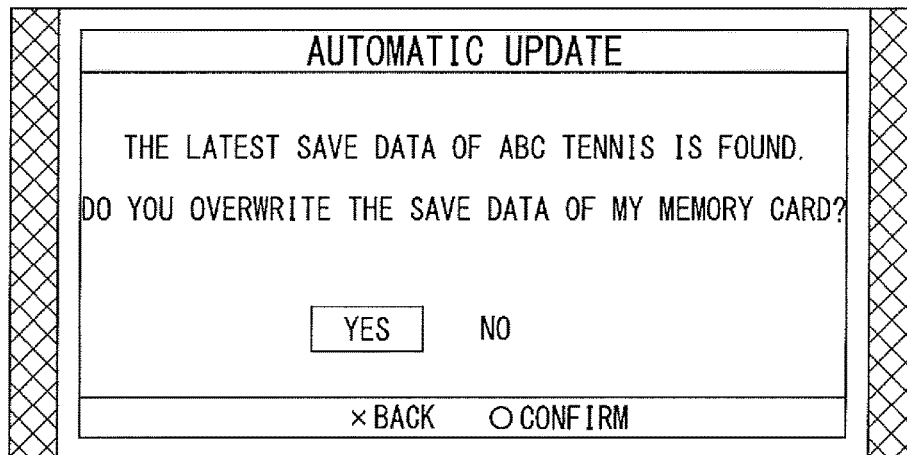 AUTOMATIC UPDATE
THE LATEST SAVE DATA OF ABC TENNIS IS FOUND.
DO YOU OVERWRITE THE SAVE DATA OF MY MEMORY CARD?
YES NO
×BACK ○CONFIRM